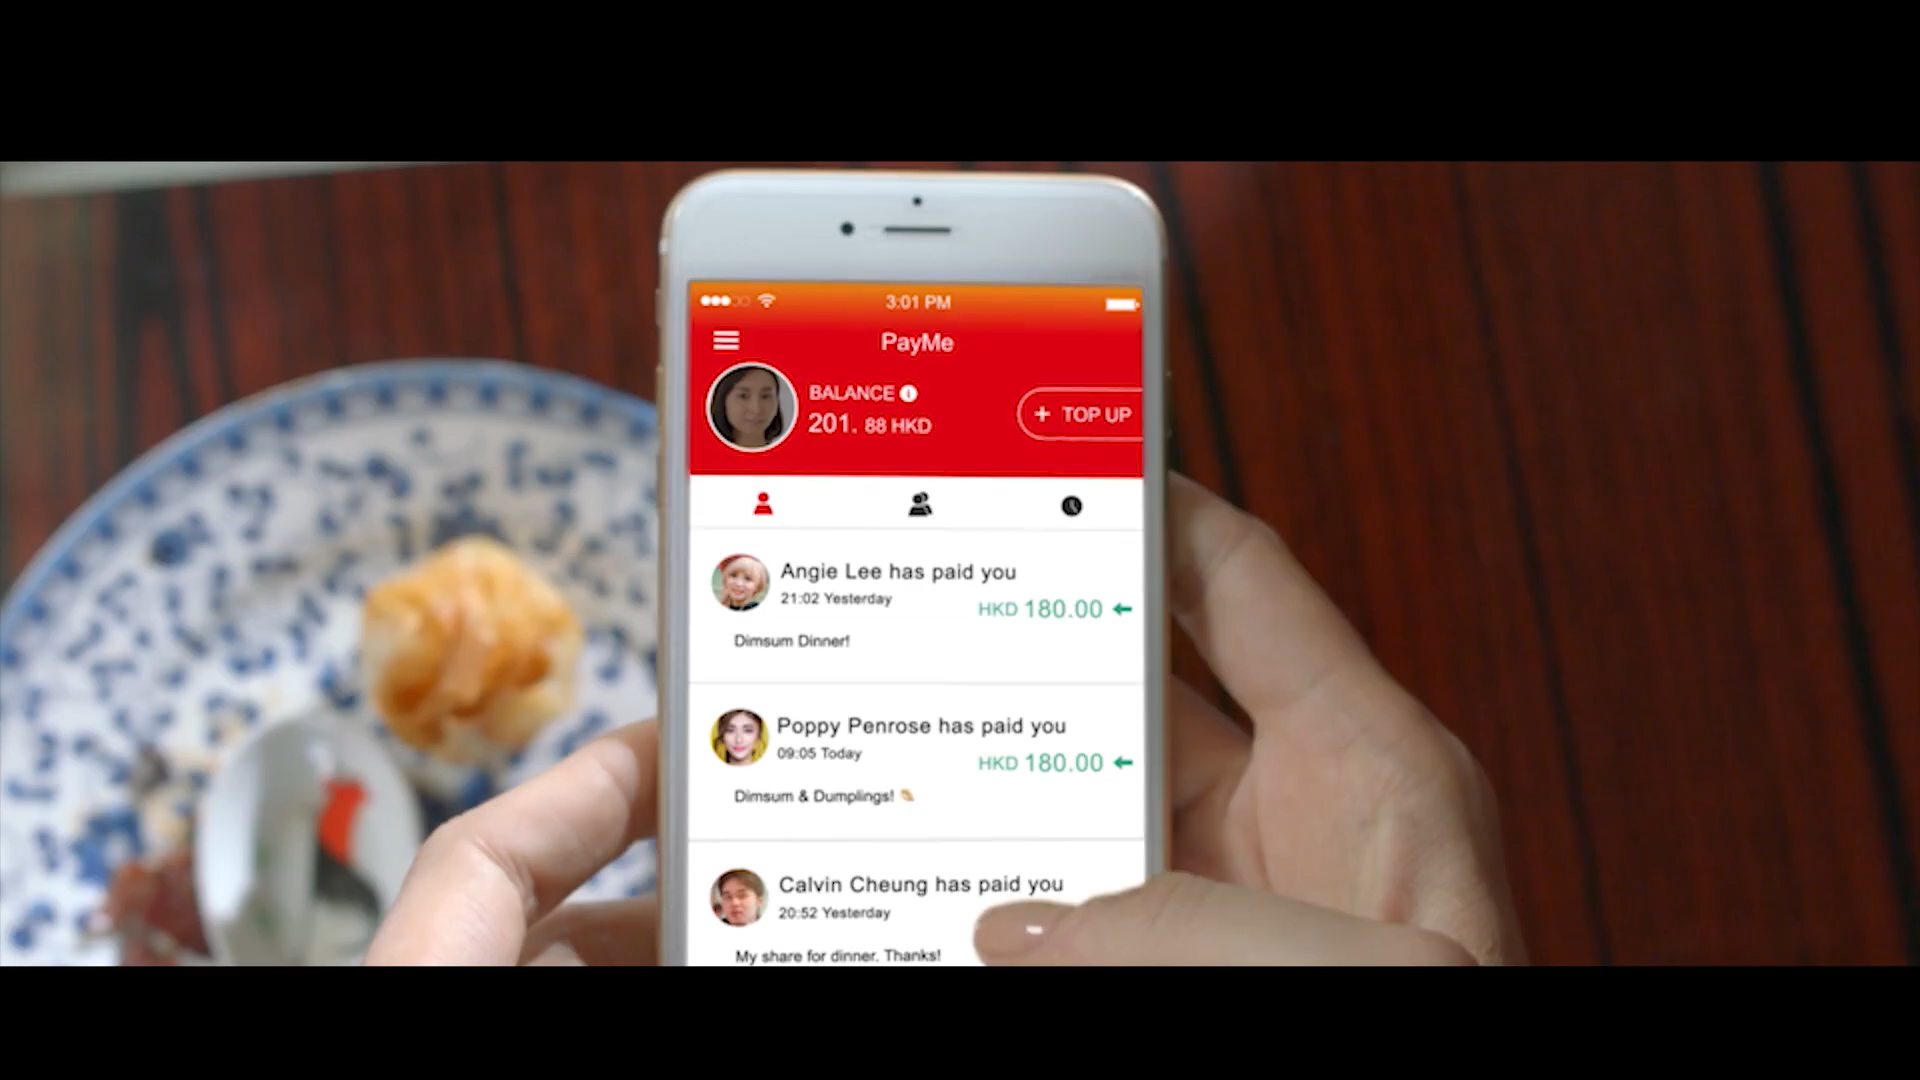 3:01 PM
PayMe
BALANCE
201. 88 HKD
+ TOP UP
Angie Lee has paid you
21:02 Yesterday
HKD 180.00
Dimsum Dinner!
Poppy Penrose has paid you
09:05 Today
HKD 180.00
Dimsum & Dumplings!
Calvin Cheung has paid you
20:52 Yesterday
My share for dinner. Thanks!